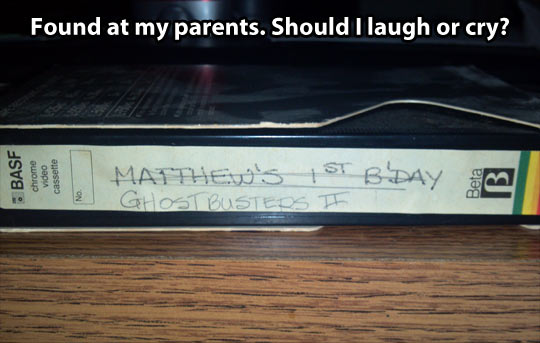 Found at my parents. Should I laugh or cry?
BASF
chrome
video
cassette
No.
MATTHEW'S 1ST B'DAY
GHOSTBUSTERS II
Beta
B